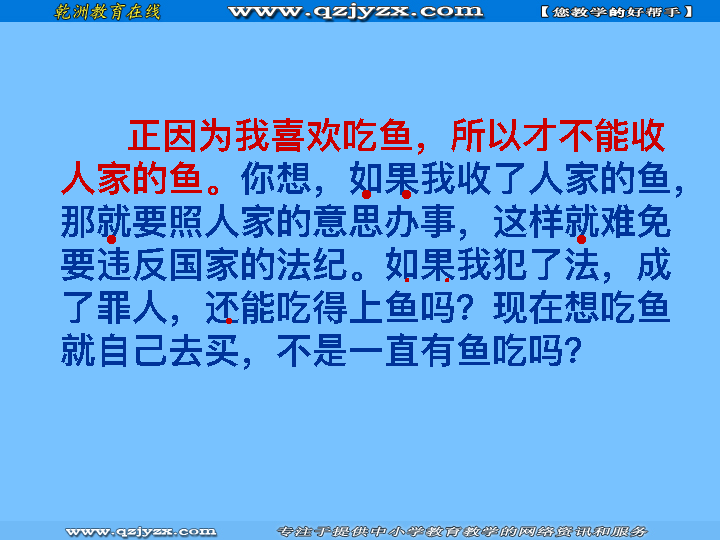 乾洲教育在线 www.qzjyzx.com 【您教学的好帮手】
正因为我喜欢吃鱼，所以才不能收
人家的鱼。你想，如果我收了人家的鱼，
那就要照人家的意思办事，这样就难免
要违反国家的法纪。如果我犯了法，成
了罪人，还能吃得上鱼吗？现在想吃鱼
就自己去买，不是一直有鱼吃吗？
www.qzjyzx.com 专注于提供中小学教育教学的网络资讯和服务